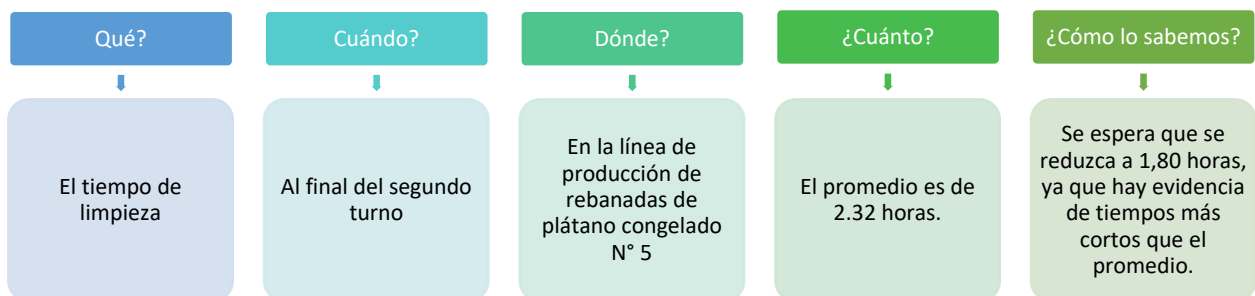 Qué?
El tiempo de
limpieza
Cuándo?
Al final del segundo
turno
Dónde?
En la línea de
producción de
rebanadas de
plátano congelado
N° 5
¿Cuánto?
El promedio es de
2.32 horas.
¿Cómo lo sabemos?
Se espera que se
reduzca a 1,80 horas,
ya que hay evidencia
de tiempos más
cortos que el
promedio.